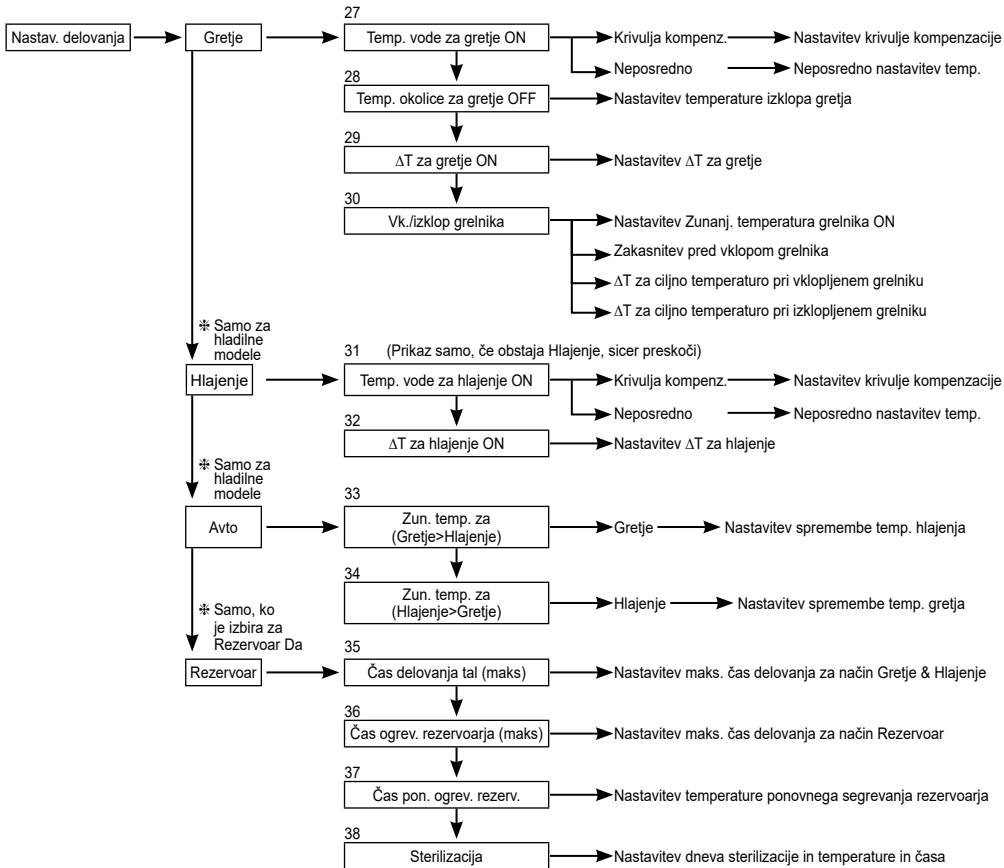 27
Nastav. delovanja
Gretje
Temp. vode za gretje ON
Krivulja kompenz.
Nastavitev krivulje kompenzacije
Neposredno
Neposredno nastavitev temp.
28
Temp. okolice za gretje OFF
Nastavitev temperature izklopa gretja
29
∆T za gretje ON
Nastavitev ∆T za gretje
30
Vk./izklop grelnika
Nastavitev Zunanj. temperatura grelnika ON
Zakasnitev pred vklopom grelnika
∆T za ciljno temperaturo pri vklopljenem grelniku
∆T za ciljno temperaturo pri izklopljenem grelniku
❈ Samo za
hladilne
modele
31 (Prikaz samo, če obstaja Hlajenje, sicer preskoči)
Hlajenje
Temp. vode za hlajenje ON
Krivulja kompenz.
Nastavitev krivulje kompenzacije
Neposredno
Neposredno nastavitev temp.
32
∆T za hlajenje ON
Nastavitev ∆T za hlajenje
❈ Samo za
hladilne
modele
33
Avto
Zun. temp. za
(Gretje>Hlajenje)
Gretje
Nastavitev spremembe temp. hlajenja
34
Zun. temp. za
(Hlajenje>Gretje)
Hlajenje
Nastavitev spremembe temp. gretja
❈ Samo, ko
je izbira za
Rezervoar Da
35
Rezervoar
Čas delovanja tal (maks)
Nastavitev maks. čas delovanja za način Gretje & Hlajenje
36
Čas ogrev. rezervoarja (maks)
Nastavitev maks. čas delovanja za način Rezervoar
37
Čas pon. ogrev. rezerv.
Nastavitev temperature ponovnega segrevanja rezervoarja
38
Sterilizacija
Nastavitev dneva sterilizacije in temperature in časa